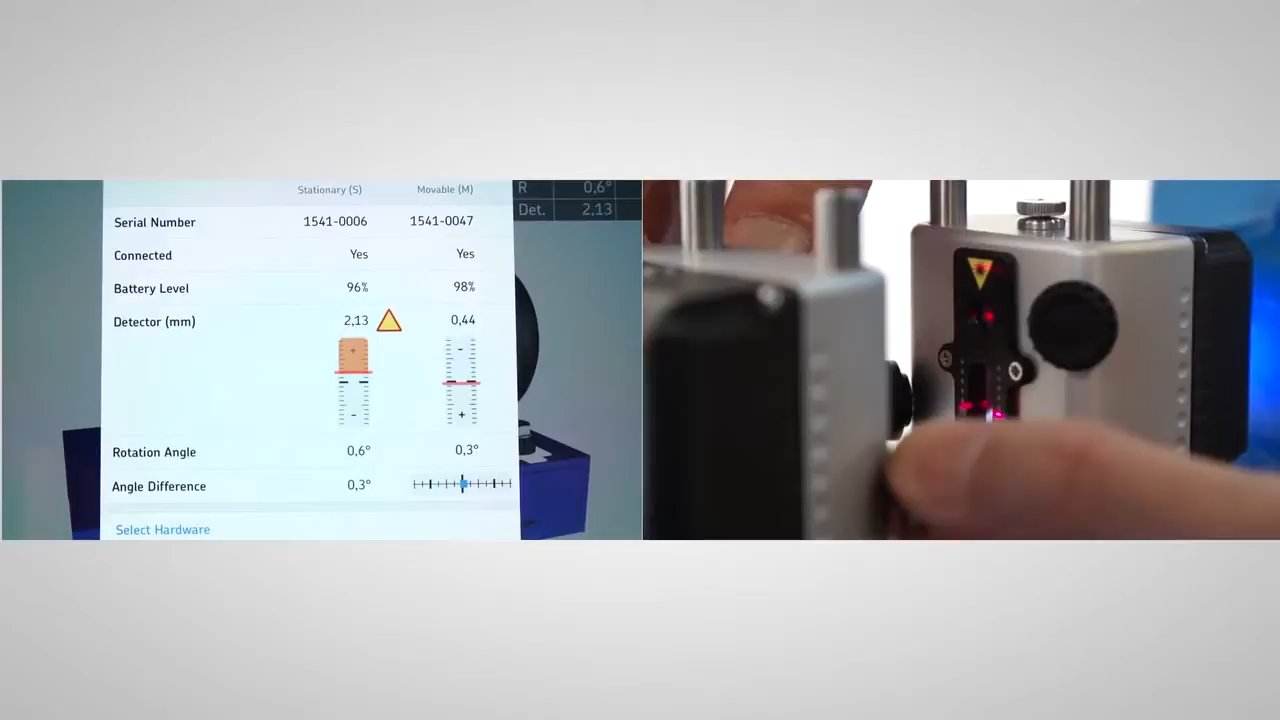 Stationary (S) Movable (M)
Serial Number 1541-0006 1541-0047
Connected Yes Yes
Battery Level 96% 98%
Detector (mm) 2,13 0,44
+ -
- +
Rotation Angle 0,6° 0,3°
Angle Difference 0,3°
Select Hardware
R 0,6°
Det. 2,13